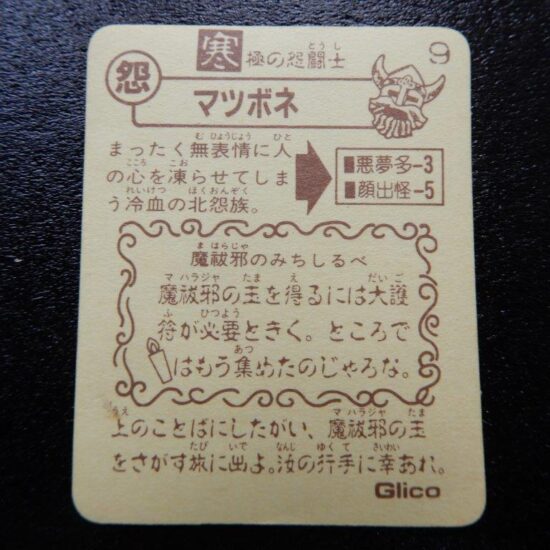 寒 極の怨闘士 9
怨
マツボネ
まったく無表情に人
の心を凍らせてしま
う冷血の北怨族。
■悪夢多-3
■顔出怪-5
魔祓邪のみちしるべ
魔祓邪の玉を得るには大護
符が必要ときく。ところで
はもう集めたのじゃろな。
上のことばにしたがい、魔祓邪の玉
をさがす旅に出よ。汝の行手に幸あれ。
Glico